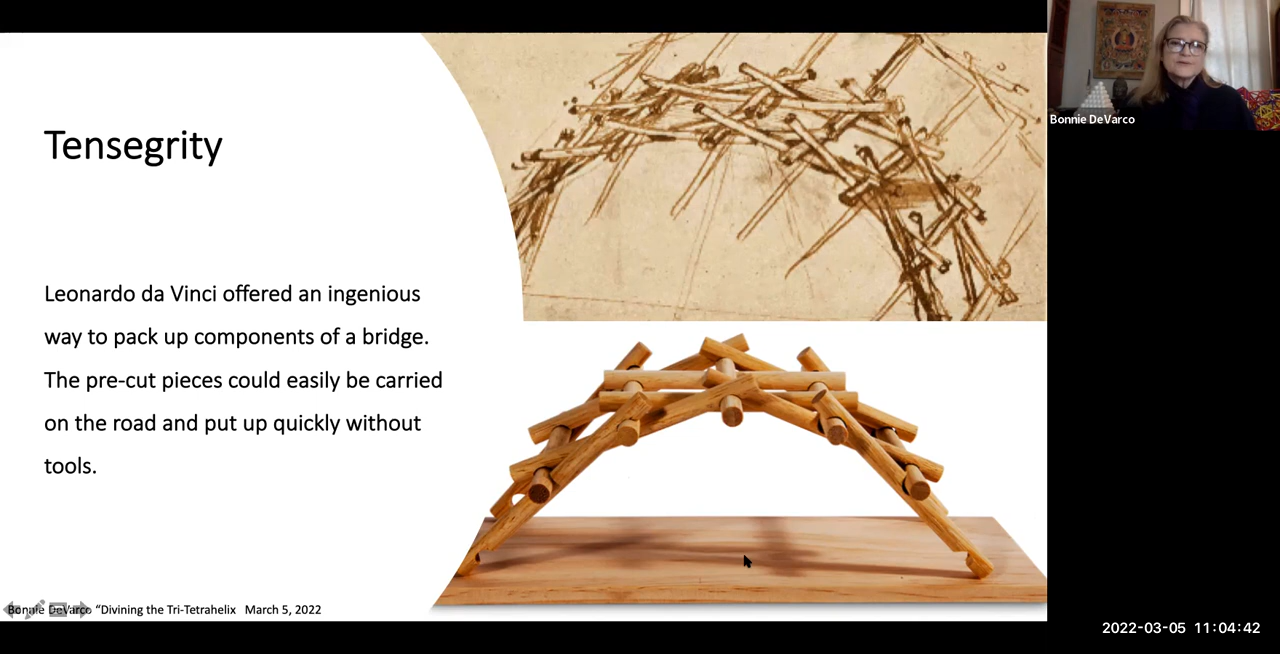 Tensegrity
Leonardo da Vinci offered an ingenious
way to pack up components of a bridge.
The pre-cut pieces could easily be carried
on the road and put up quickly without
tools.
Bonnie DeVarco “Divining the Tri-Tetrahelix March 5, 2022
Bonnie DeVarco
2022-03-05 11:04:42